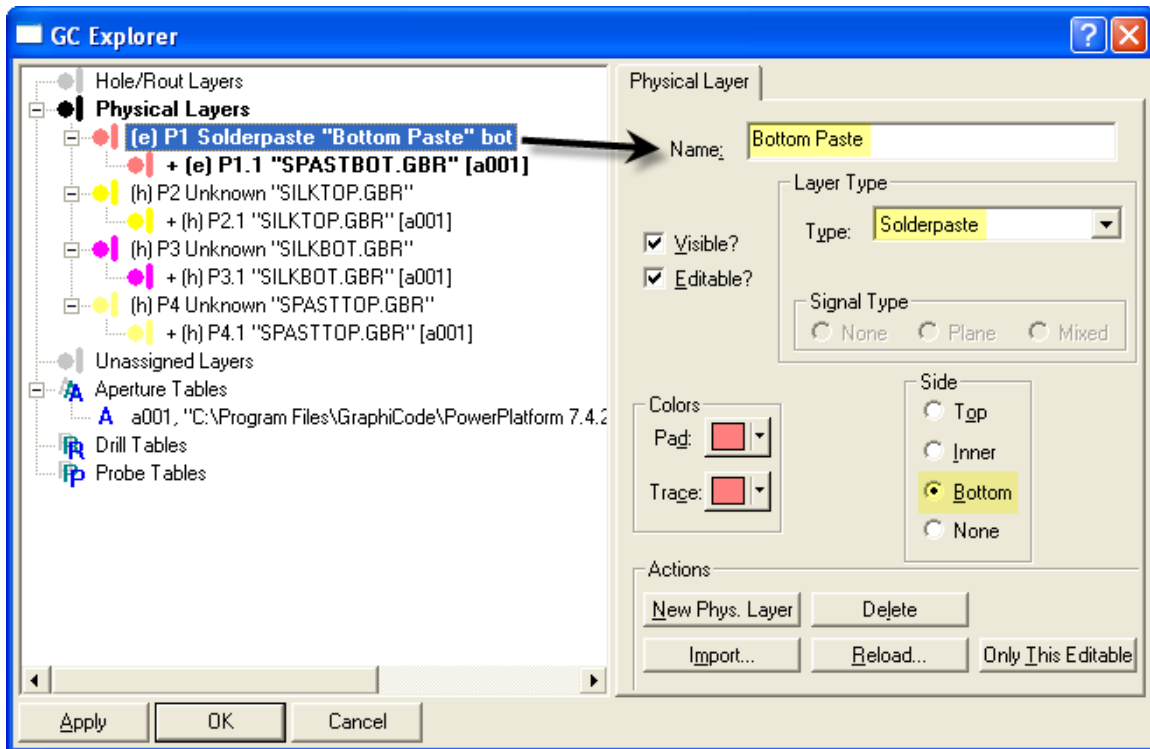 GC Explorer
Hole/Rout Layers
Physical Layers
(e) P1 Solderpaste "Bottom Paste" bot
+ (e) P1.1 "SPASTBOT.GBR" [a001]
(h) P2 Unknown "SILKTOP.GBR"
+ (h) P2.1 "SILKTOP.GBR" [a001]
(h) P3 Unknown "SILKBOT.GBR"
+ (h) P3.1 "SILKBOT.GBR" [a001]
(h) P4 Unknown "SPASTTOP.GBR"
+ (h) P4.1 "SPASTTOP.GBR" [a001]
Unassigned Layers
Aperture Tables
A a001, "C:\Program Files\GraphiCode\PowerPlatform 7.4.2
Drill Tables
Probe Tables
Physical Layer
Name: Bottom Paste
Layer Type
Type: Solderpaste
Visible?
Editable?
Signal Type
None Plane Mixed
Colors
Pad:
Trace:
Side
Top
Inner
Bottom
None
Actions
New Phys. Layer Delete
Import... Reload... Only This Editable
Apply OK Cancel